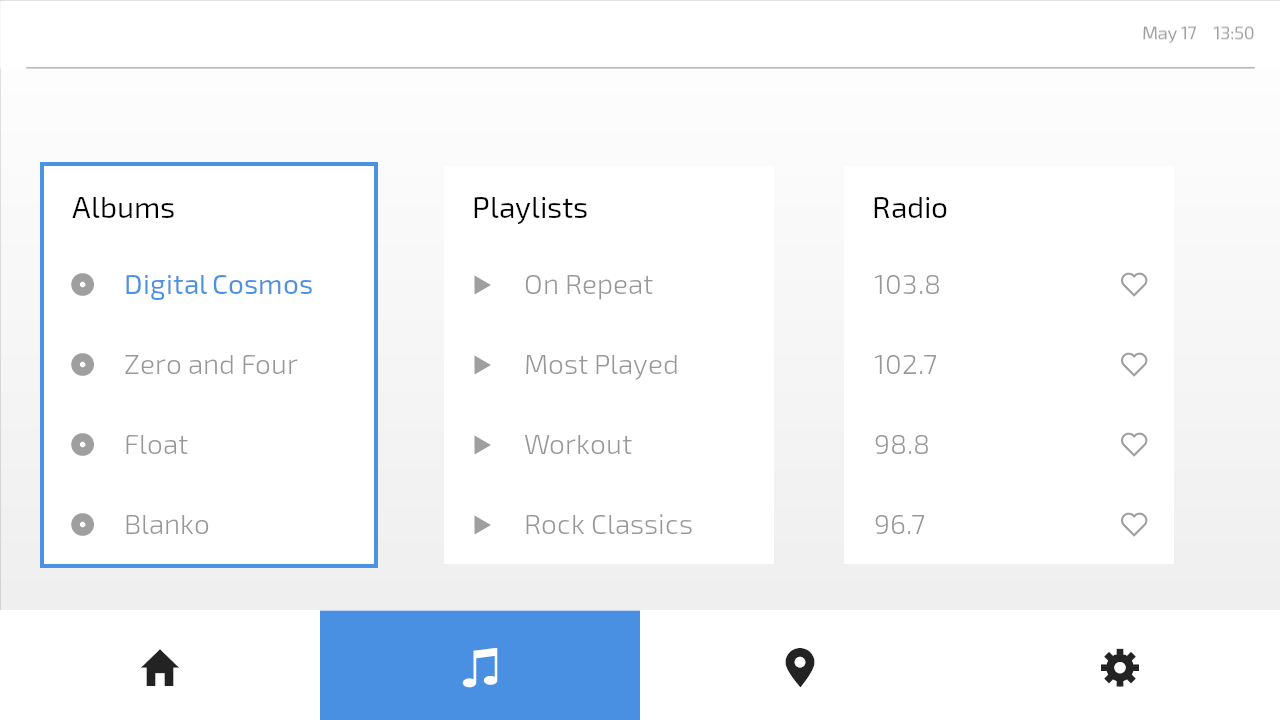 May 17 13:50
Albums
Digital Cosmos
Zero and Four
Float
Blanko
Playlists
On Repeat
Most Played
Workout
Rock Classics
Radio
103.8
102.7
98.8
96.7